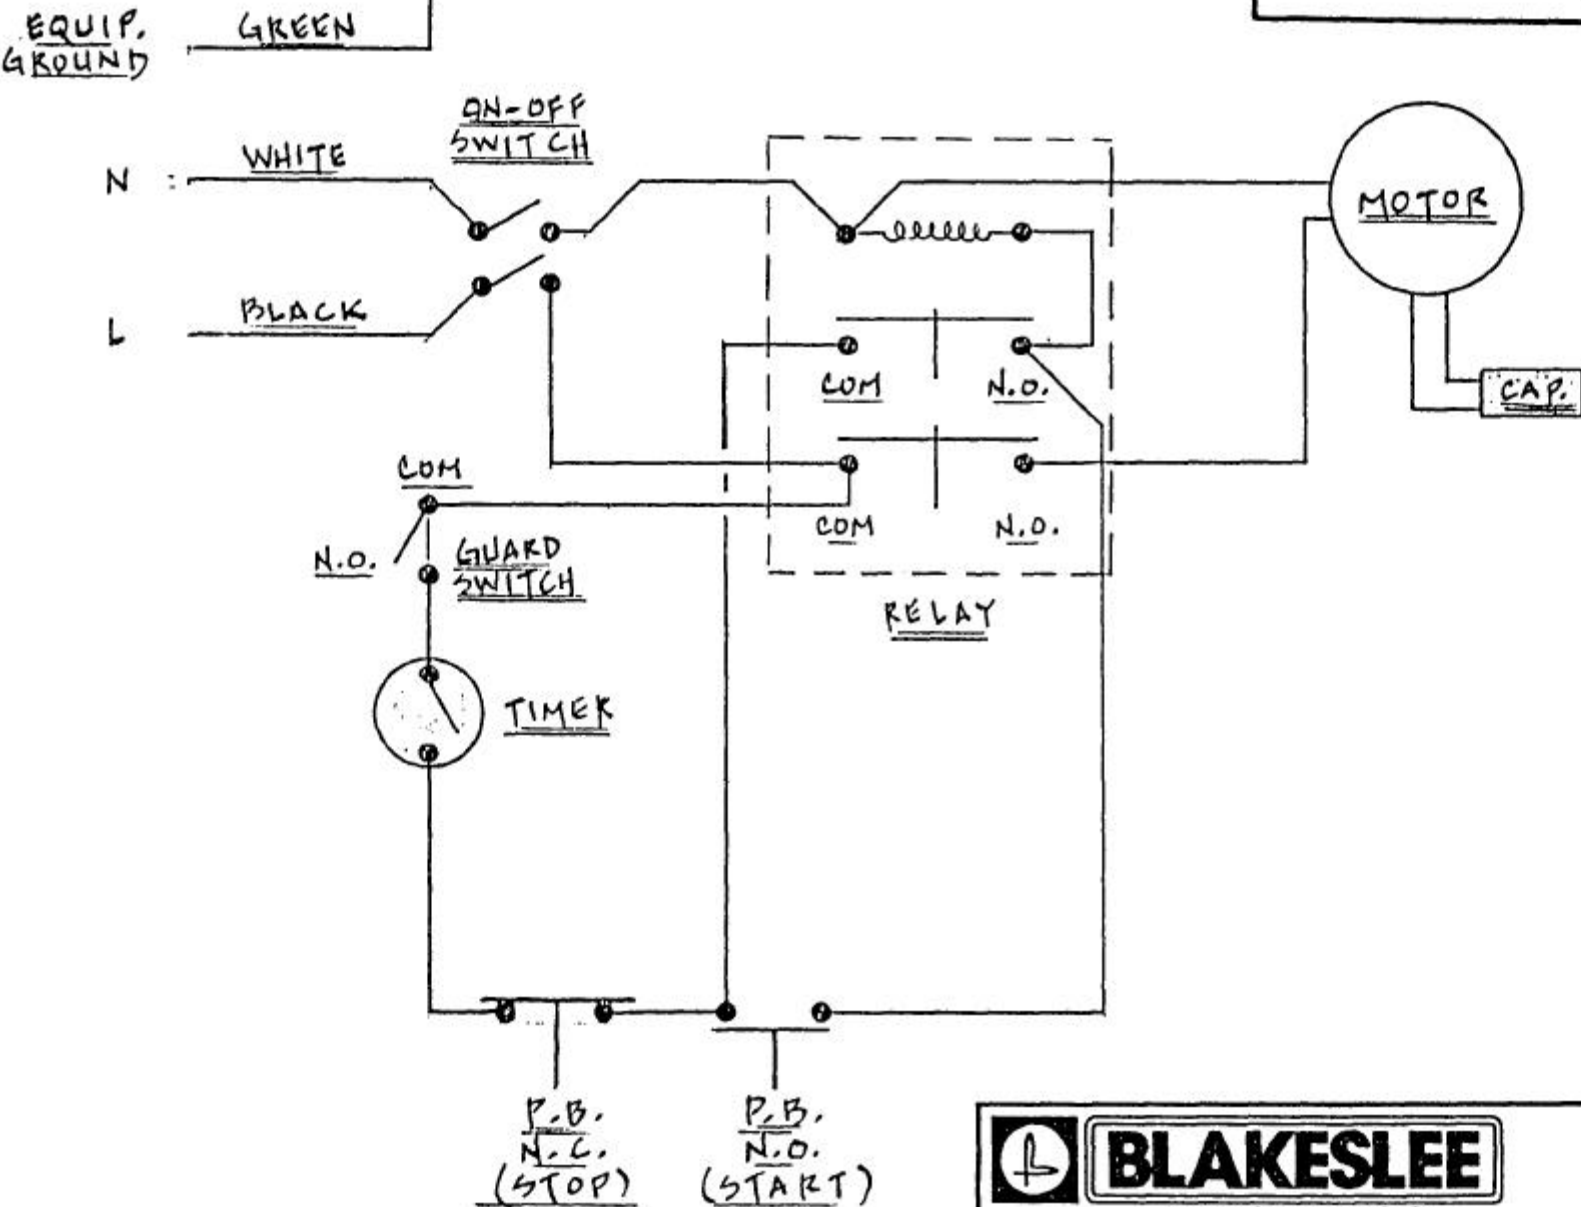 EQUIP.
GROUND
GREEN
ON-OFF
SWITCH
N
WHITE
L
BLACK
MOTOR
CAP.
COM
N.O.
COM
N.O.
RELAY
COM
N.O.
GUARD
SWITCH
TIMER
P.B.
N.C.
(STOP)
P.B.
N.O.
(START)
BLAKESLEE